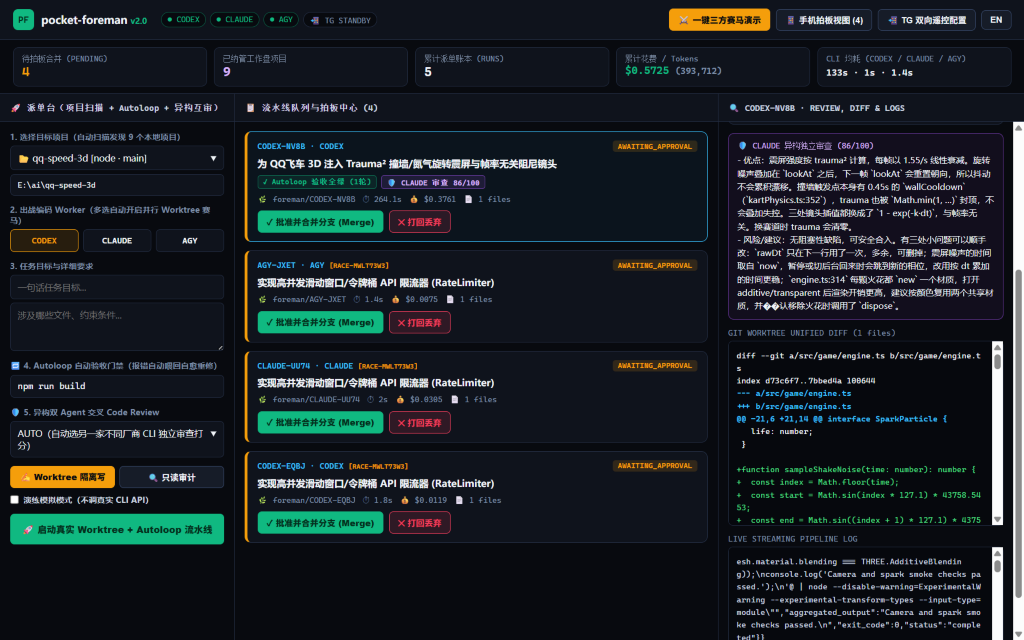 PF pocket-foreman v2.0 CODEX CLAUDE AGY TG STANDBY 一键三方赛马演示 手机拍板视图 (4) TG 双向遥控配置 EN
待拍板合并 (PENDING)
4
已纳管工作盘项目
9
累计派单账本 (RUNS)
5
累计花费 / Tokens
$0.5725 (393,712)
CLI 均耗 (CODEX / CLAUDE / AGY)
133s · 1s · 1.4s
派单台 (项目扫描 + Autoloop + 异构互审)
1. 选择目标项目 (自动扫描发现 9 个本地项目)
qq-speed-3d [node · main]
E:\ai\qq-speed-3d
2. 出战编码 Worker (多选自动开启并行 Worktree 赛
马)
CODEX CLAUDE AGY
3. 任务目标与详细要求
一句话任务目标...
涉及哪些文件、约束条件...
4. Autoloop 自动验收门禁 (报错自动喂回自愈重修)
npm run build
5. 异构双 Agent 交叉 Code Review
AUTO (自动选另一家不同厂商 CLI 独立审查打
分)
Worktree 隔离写 只读审计
演练模拟模式 (不调真实 CLI API)
启动真实 Worktree + Autoloop 流水线
流水线队列与拍板中心 (4)
CODEX-NV8B · CODEX AWAITING_APPROVAL
为 QQ飞车 3D 注入 Trauma² 撞墙/氮气旋转震屏与帧率无关阻尼镜头
✓ Autoloop 验收全绿 (1轮) CLAUDE 审查 86/100
foreman/CODEX-NV8B 264.1s $0.3761 1 files
✓ 批准并合并分支 (Merge) ✕ 打回丢弃
AGY-JXET · AGY [RACE-MWLT73W3] AWAITING_APPROVAL
实现高并发滑动窗口/令牌桶 API 限流器 (RateLimiter)
foreman/AGY-JXET 1.4s $0.0075 1 files
✓ 批准并合并分支 (Merge) ✕ 打回丢弃
CLAUDE-UU74 · CLAUDE [RACE-MWLT73W3] AWAITING_APPROVAL
实现高并发滑动窗口/令牌桶 API 限流器 (RateLimiter)
foreman/CLAUDE-UU74 2s $0.0305 1 files
✓ 批准并合并分支 (Merge) ✕ 打回丢弃
CODEX-EQBJ · CODEX [RACE-MWLT73W3] AWAITING_APPROVAL
实现高并发滑动窗口/令牌桶 API 限流器 (RateLimiter)
foreman/CODEX-EQBJ 1.8s $0.0119 1 files
✓ 批准并合并分支 (Merge) ✕ 打回丢弃
CODEX-NV8B · REVIEW, DIFF & LOGS
CLAUDE 异构独立审查 (86/100)
- 优点：震屏强度按 trauma² 计算，每帧以 1.55/s 线性衰减。旋转
噪声叠加在 `lookAt` 之后，下一帧 `lookAt` 会重置朝向，所以抖动
不会累积漂移。撞墙触发点本身有 0.45s 的 `wallCooldown`
（`kartPhysics.ts:352`），trauma 也被 `Math.min(1, …)` 封顶，不
会叠加失控。三处镜头插值都换成了 `1 - exp(-k·dt)`，与帧率无
关。换赛道时 trauma 会清零。
- 风险/建议：无阻塞性缺陷，可安全合入。有三处小问题可以顺手
改：`rawDt` 只在下一行用了一次，多余，可删掉；震屏噪声的时间
取自 `now`，暂停或切后台回来时会跳到新的相位，改用按 dt 累加
的时间更稳；`engine.ts:314` 每颗火花都 `new` 一个材质，打开
additive/transparent 后渲染开销更高，建议按颜色复用两个共享材
质，并��认移除火花时调用了 `dispose`。
GIT WORKTREE UNIFIED DIFF (1 files)
diff --git a/src/game/engine.ts b/src/game/engine.t
s
index d73c6f7..7bbed4a 100644
--- a/src/game/engine.ts
+++ b/src/game/engine.ts
@@ -21,6 +21,14 @@ interface SparkParticle {
life: number;
}
+function sampleShakeNoise(time: number): number {
+ const index = Math.floor(time);
+ const start = Math.sin(index * 127.1) * 43758.54
53;
+ const end = Math.sin((index + 1) * 127.1) * 4375
LIVE STREAMING PIPELINE LOG
esh.material.blending === THREE.AdditiveBlendin
g));\nconsole.log('Camera and spark smoke checks pa
ssed.');\n'@ | node --disable-warning=ExperimentalW
arning --experimental-transform-types --input-type=
module\"","aggregated_output":"Camera and spark smo
ke checks passed.\n","exit_code":0,"status":"comple
ted"}}